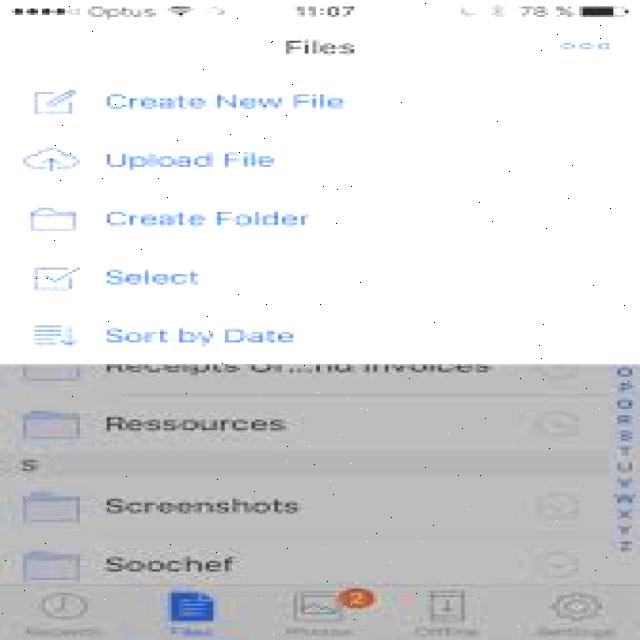 Optus 11:07 78 %
Files
Create New File
Upload File
Create Folder
Select
Sort by Date
Receipts Or...nd Invoices
O
P
Q
R
S
T
U
V
W
X
Y
Z
Ressources
S
Screenshots
Soochef
2
Recents Files Photos Offline Settings